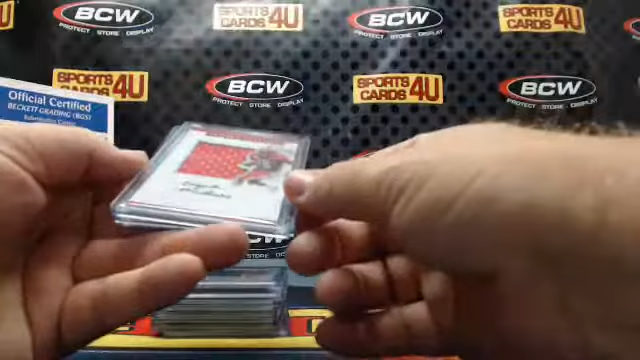 BCW
PROTECT STORE DISPLAY
SPORTS
CARDS 4U
BCW
PROTECT STORE DISPLAY
SPORTS
CARDS 4U
SPORTS
CARDS 4U
BCW
PROTECT STORE DISPLAY
SPORTS
CARDS 4U
BCW
PROTECT STORE DISPLAY
Official Certified
BECKETT GRADING (BGS)